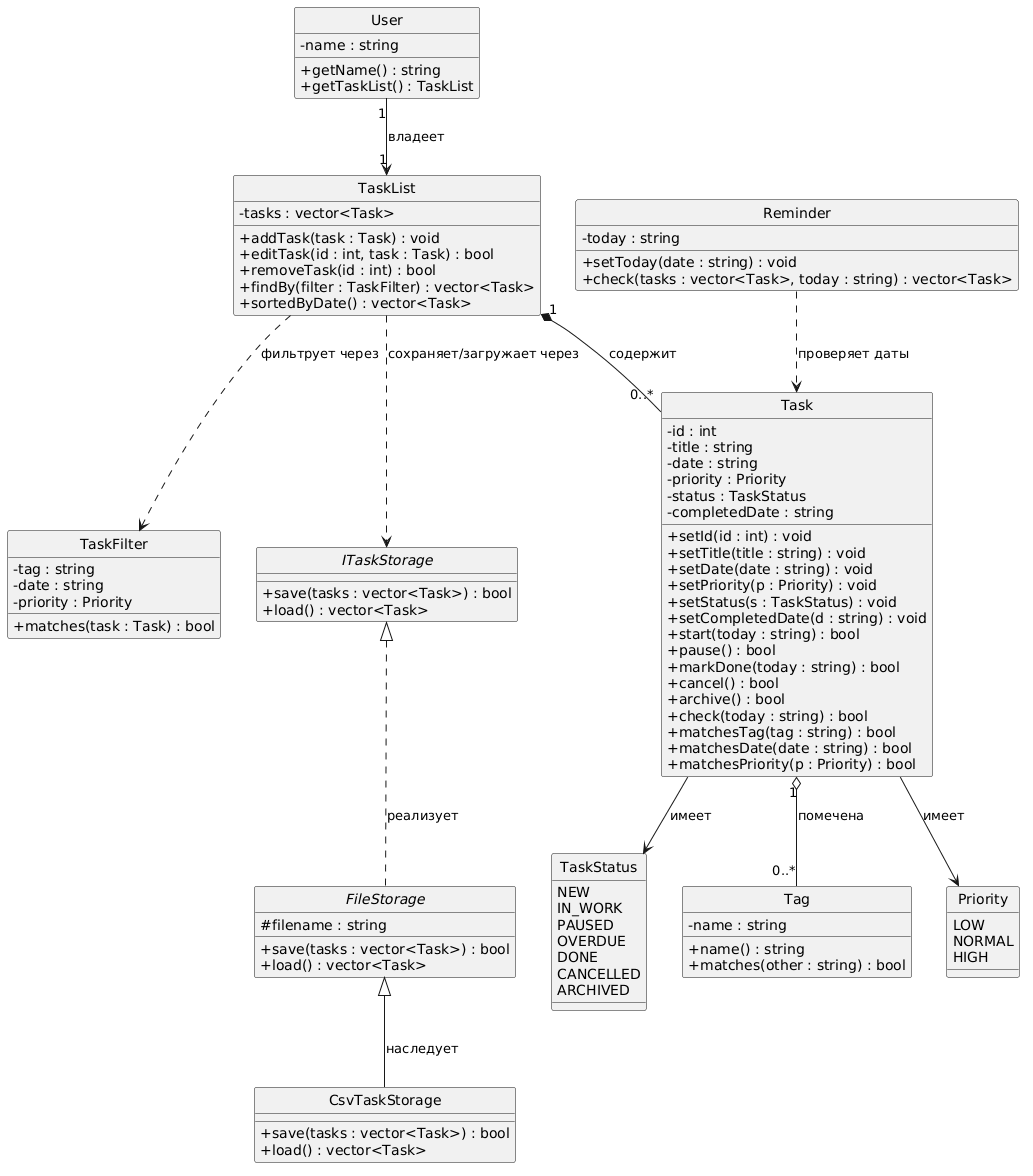 User
-name : string
+getName() : string
+getTaskList() : TaskList
1
владеет
1
TaskList
-tasks : vector<Task>
+addTask(task : Task) : void
+editTask(id : int, task : Task) : bool
+removeTask(id : int) : bool
+findBy(filter : TaskFilter) : vector<Task>
+sortedByDate() : vector<Task>
Reminder
-today : string
+setToday(date : string) : void
+check(tasks : vector<Task>, today : string) : vector<Task>
1
фильтрует через
сохраняет/загружает через
содержит
проверяет даты
0..*
Task
-id : int
-title : string
-date : string
-priority : Priority
-status : TaskStatus
-completedDate : string
+setId(id : int) : void
+setTitle(title : string) : void
+setDate(date : string) : void
+setPriority(p : Priority) : void
+setStatus(s : TaskStatus) : void
+setCompletedDate(d : string) : void
+start(today : string) : bool
+pause() : bool
+markDone(today : string) : bool
+cancel() : bool
+archive() : bool
+check(today : string) : bool
+matchesTag(tag : string) : bool
+matchesDate(date : string) : bool
+matchesPriority(p : Priority) : bool
TaskFilter
-tag : string
-date : string
-priority : Priority
+matches(task : Task) : bool
ITaskStorage
+save(tasks : vector<Task>) : bool
+load() : vector<Task>
реализует
имеет
1
помечена
имеет
0..*
FileStorage
#filename : string
+save(tasks : vector<Task>) : bool
+load() : vector<Task>
TaskStatus
NEW
IN_WORK
PAUSED
OVERDUE
DONE
CANCELLED
ARCHIVED
Tag
-name : string
+name() : string
+matches(other : string) : bool
Priority
LOW
NORMAL
HIGH
наследует
CsvTaskStorage
+save(tasks : vector<Task>) : bool
+load() : vector<Task>